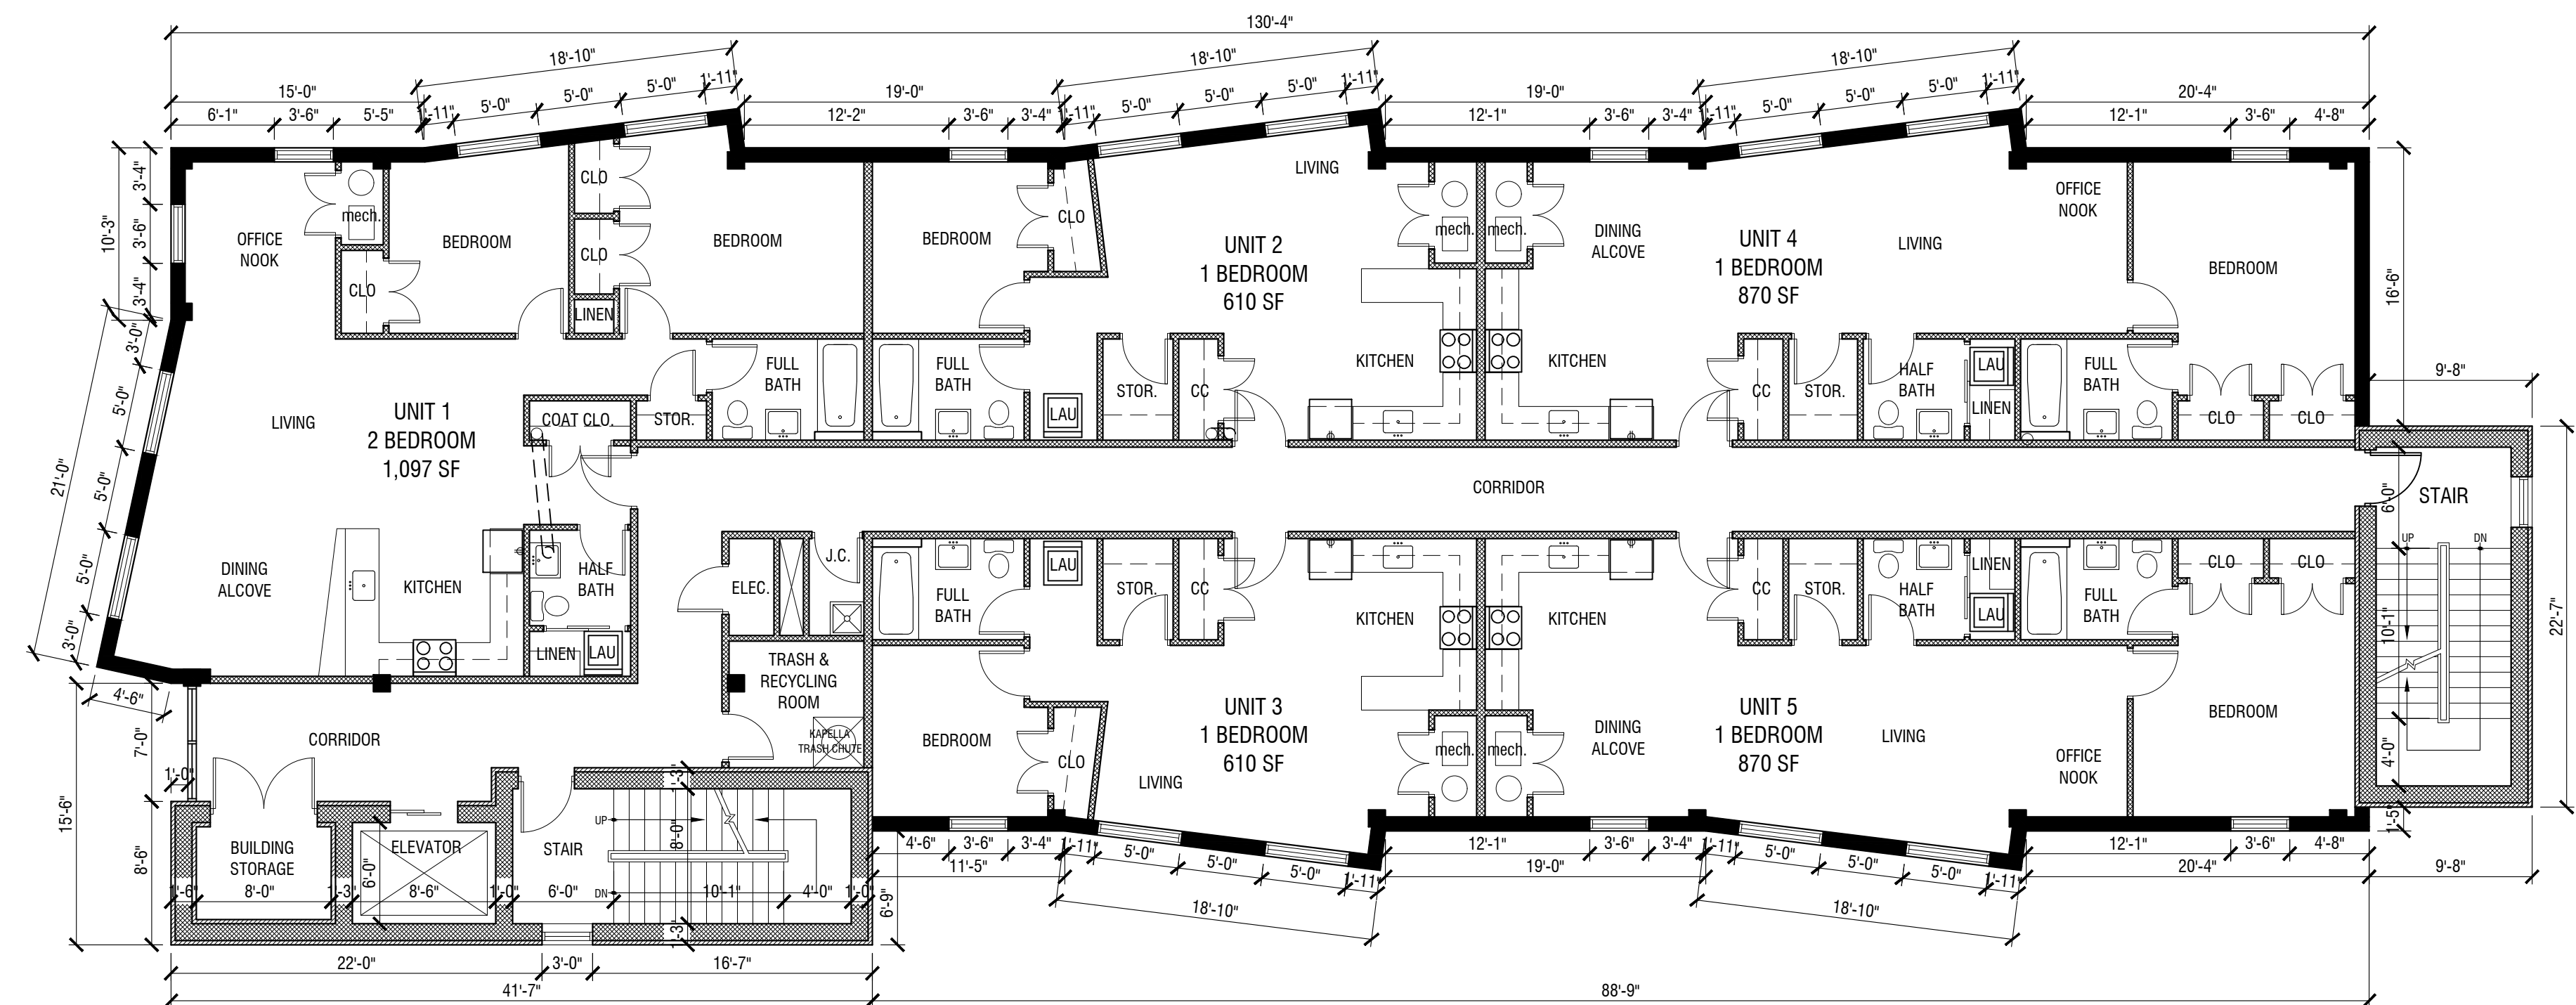 130'-4"
18'-10"
18'-10"
18'-10"
15'-0"
5'-0"
5'-0"
5'-0"
1'-11"
19'-0"
5'-0"
5'-0"
5'-0"
1'-11"
19'-0"
5'-0"
5'-0"
5'-0"
1'-11"
20'-4"
6'-1"
3'-6"
5'-5"
1'-11"
12'-2"
3'-6"
3'-4"
1'-11"
12'-1"
3'-6"
3'-4"
1'-11"
12'-1"
3'-6"
4'-8"
10'-3"
3'-4"
3'-6"
3'-4"
21'-0"
3'-0"
5'-0"
5'-0"
5'-0"
3'-0"
4'-6"
16'-6"
9'-8"
22'-7"
OFFICE
NOOK
mech.
CLO
BEDROOM
CLO
CLO
LINEN
BEDROOM
BEDROOM
CLO
LIVING
UNIT 2
1 BEDROOM
610 SF
mech.
mech.
DINING
ALCOVE
UNIT 4
1 BEDROOM
870 SF
LIVING
OFFICE
NOOK
BEDROOM
LIVING
UNIT 1
2 BEDROOM
1,097 SF
COAT CLO.
STOR.
FULL
BATH
FULL
BATH
LAU
STOR.
CC
KITCHEN
KITCHEN
CC
STOR.
HALF
BATH
LAU
LINEN
FULL
BATH
CLO
CLO
CORRIDOR
STAIR
6'-0"
UP
DN
10'-1"
4'-0"
1'-5"
DINING
ALCOVE
KITCHEN
HALF
BATH
LINEN
LAU
ELEC.
J.C.
TRASH &
RECYCLING
ROOM
KAPELLA
TRASH CHUTE
FULL
BATH
LAU
STOR.
CC
KITCHEN
KITCHEN
CC
STOR.
HALF
BATH
LINEN
LAU
FULL
BATH
CLO
CLO
BEDROOM
CLO
LIVING
UNIT 3
1 BEDROOM
610 SF
mech.
mech.
DINING
ALCOVE
UNIT 5
1 BEDROOM
870 SF
LIVING
OFFICE
NOOK
BEDROOM
CORRIDOR
15'-6"
7'-0"
1'-0"
8'-6"
BUILDING
STORAGE
ELEVATOR
6'-0"
STAIR
UP
DN
1'-3"
8'-0"
1'-3"
1'-6"
8'-0"
1'-3"
8'-6"
1'-0"
6'-0"
10'-1"
4'-0"
1'-0"
6'-9"
4'-6"
3'-6"
3'-4"
1'-11"
5'-0"
5'-0"
5'-0"
1'-11"
12'-1"
3'-6"
3'-4"
1'-11"
5'-0"
5'-0"
5'-0"
1'-11"
12'-1"
3'-6"
4'-8"
11'-5"
19'-0"
20'-4"
9'-8"
18'-10"
18'-10"
22'-0"
3'-0"
16'-7"
41'-7"
88'-9"